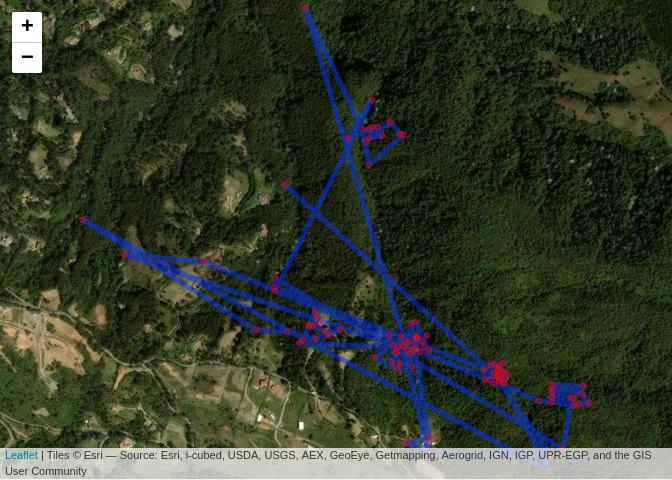 +
−
Leaflet | Tiles © Esri — Source: Esri, i-cubed, USDA, USGS, AEX, GeoEye, Getmapping, Aerogrid, IGN, IGP, UPR-EGP, and the GIS
User Community